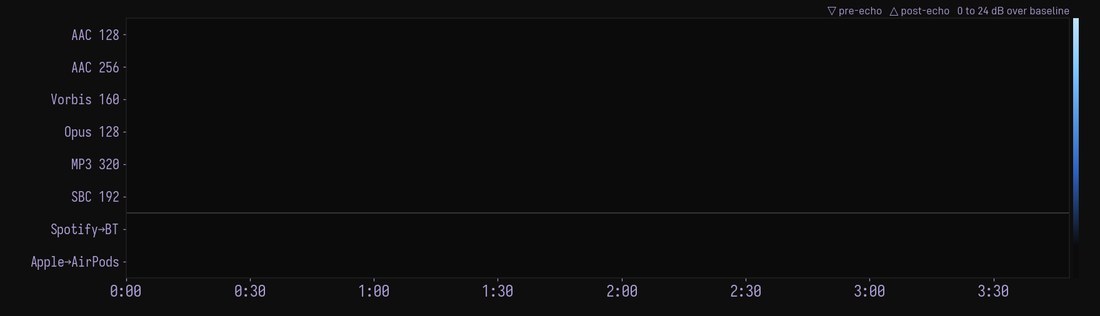 ▽ pre-echo △ post-echo 0 to 24 dB over baseline
AAC 128
AAC 256
Vorbis 160
Opus 128
MP3 320
SBC 192
Spotify→BT
Apple→AirPods
0:00 0:30 1:00 1:30 2:00 2:30 3:00 3:30